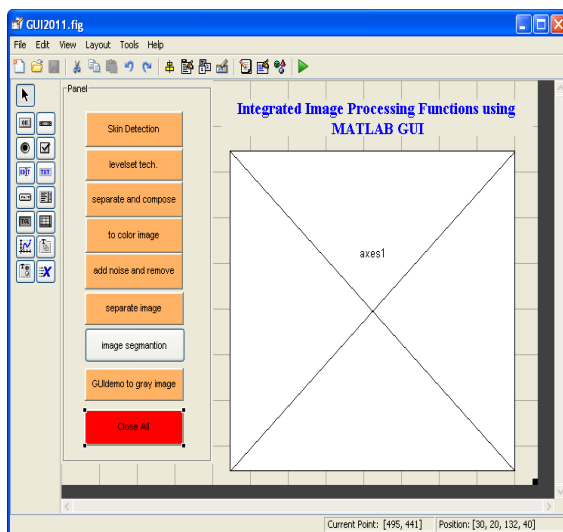 GUI2011.fig
File Edit View Layout Tools Help
Panel
Skin Detection
levelset tech.
separate and compose
to color image
add noise and remove
separate image
image segmantion
GUIdemo to gray image
Close All
Integrated Image Processing Functions using
MATLAB GUI
axes1
Current Point: [495, 441] Position: [30, 20, 132, 40]